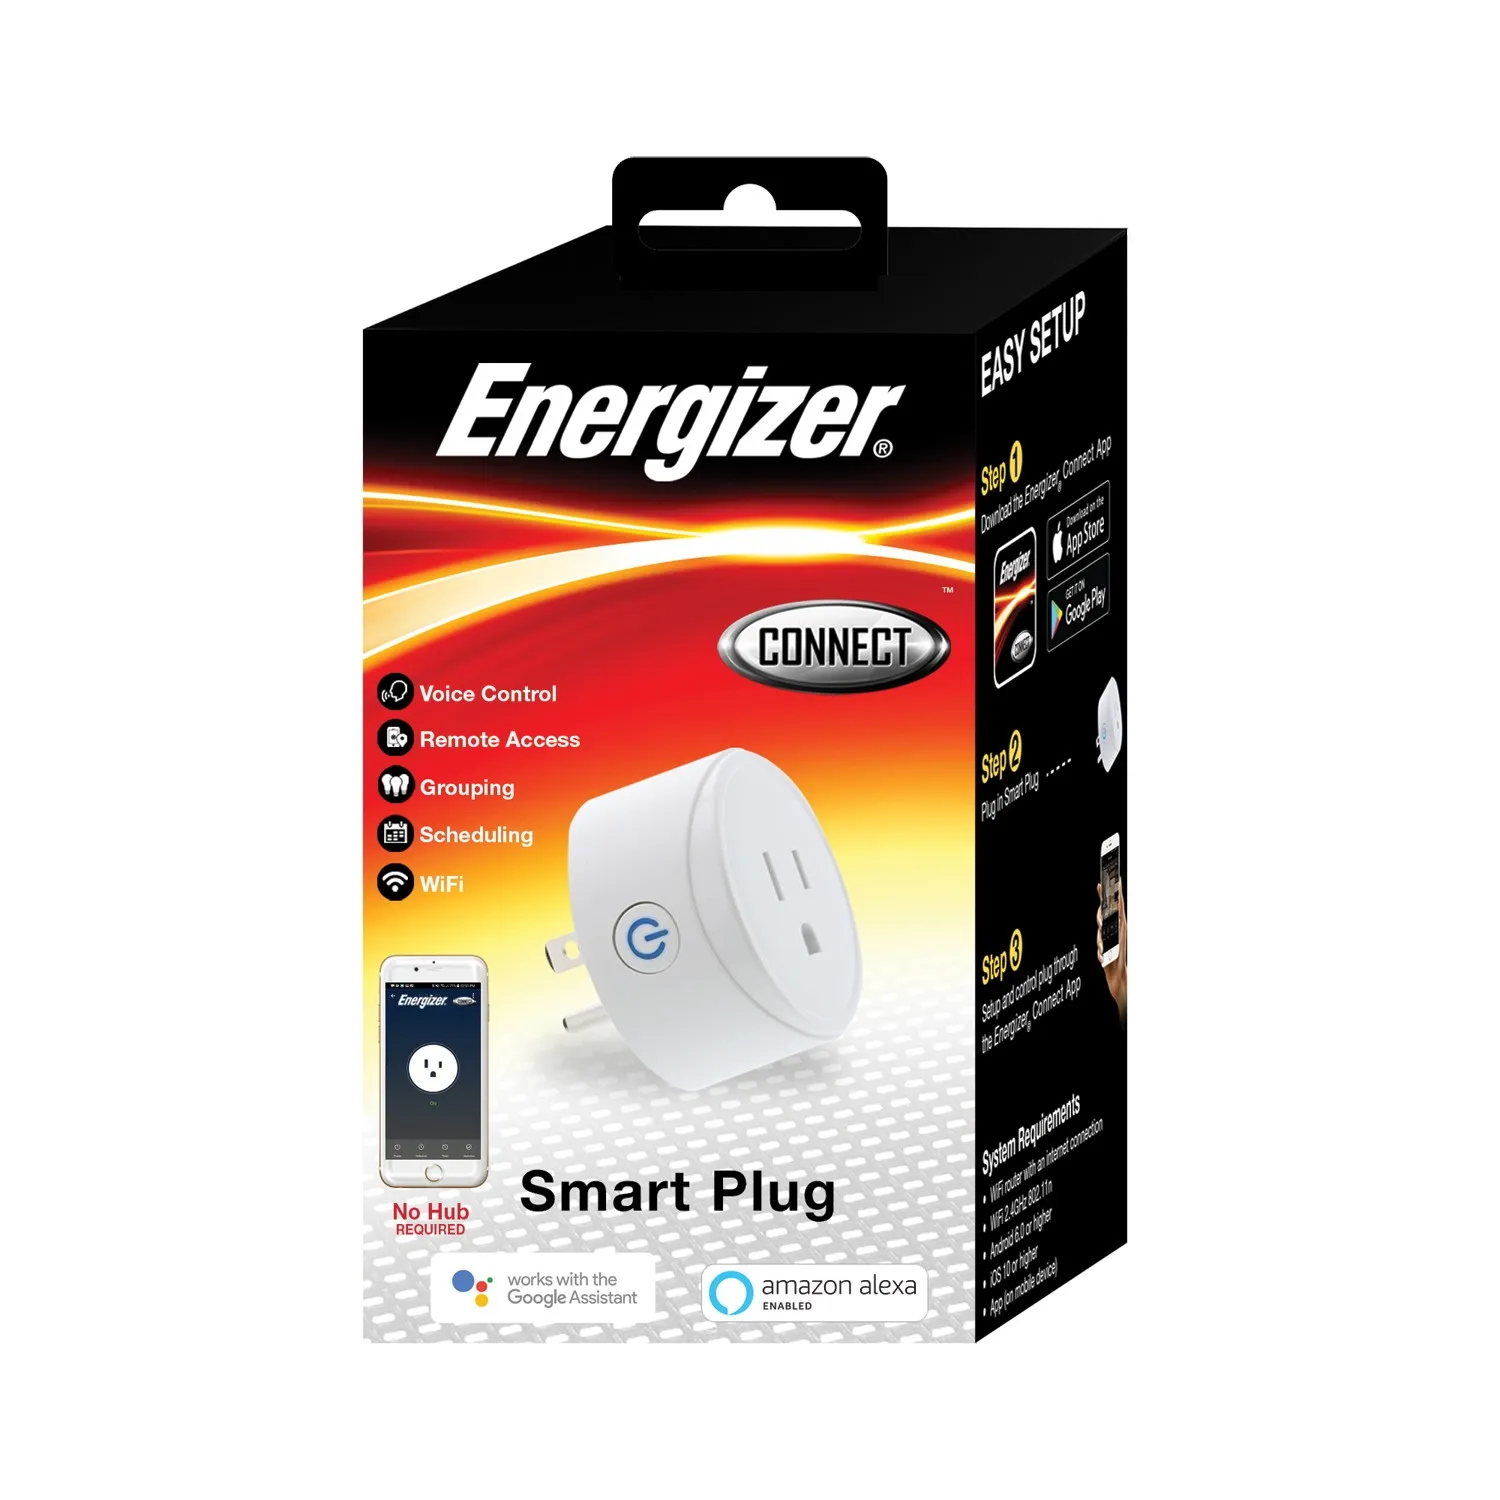 Energizer®
™
CONNECT
Voice Control
Remote Access
Grouping
Scheduling
WiFi
Energizer
On
No Hub
REQUIRED
Smart Plug
works with the
Google Assistant
amazon alexa
ENABLED
EASY SETUP
Step 1
Download the Energizer® Connect App
Energizer
CONNECT
Download on the
App Store
GET IT ON
Google Play
Step 2
Plug in Smart Plug
Step 3
Setup and control plug through
the Energizer® Connect App
System Requirements
• WiFi router with an internet connection
• WiFi 2.4GHz 802.11n
• Android 6.0 or higher
• iOS 10 or higher
• App (on mobile device)